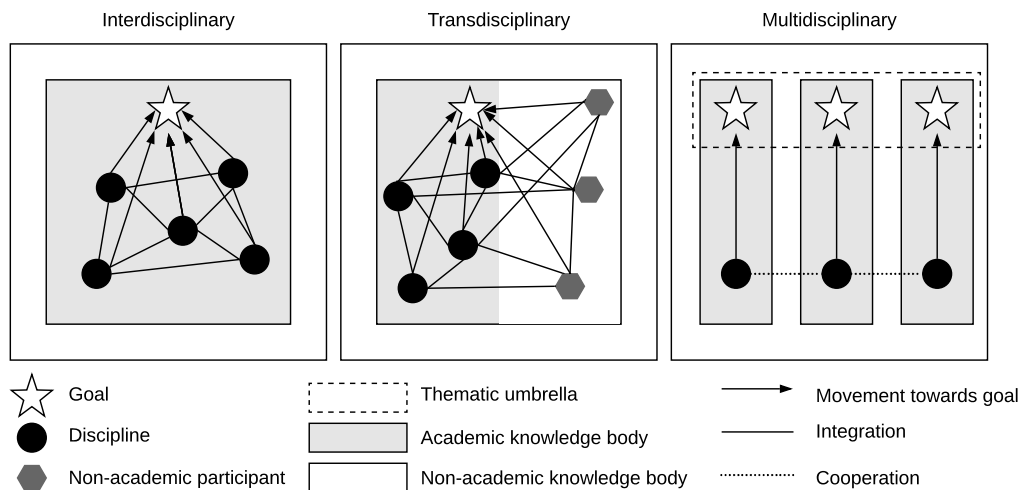 Interdisciplinary
Transdisciplinary
Multidisciplinary
Goal
Thematic umbrella
Movement towards goal
Discipline
Academic knowledge body
Integration
Non-academic participant
Non-academic knowledge body
Cooperation